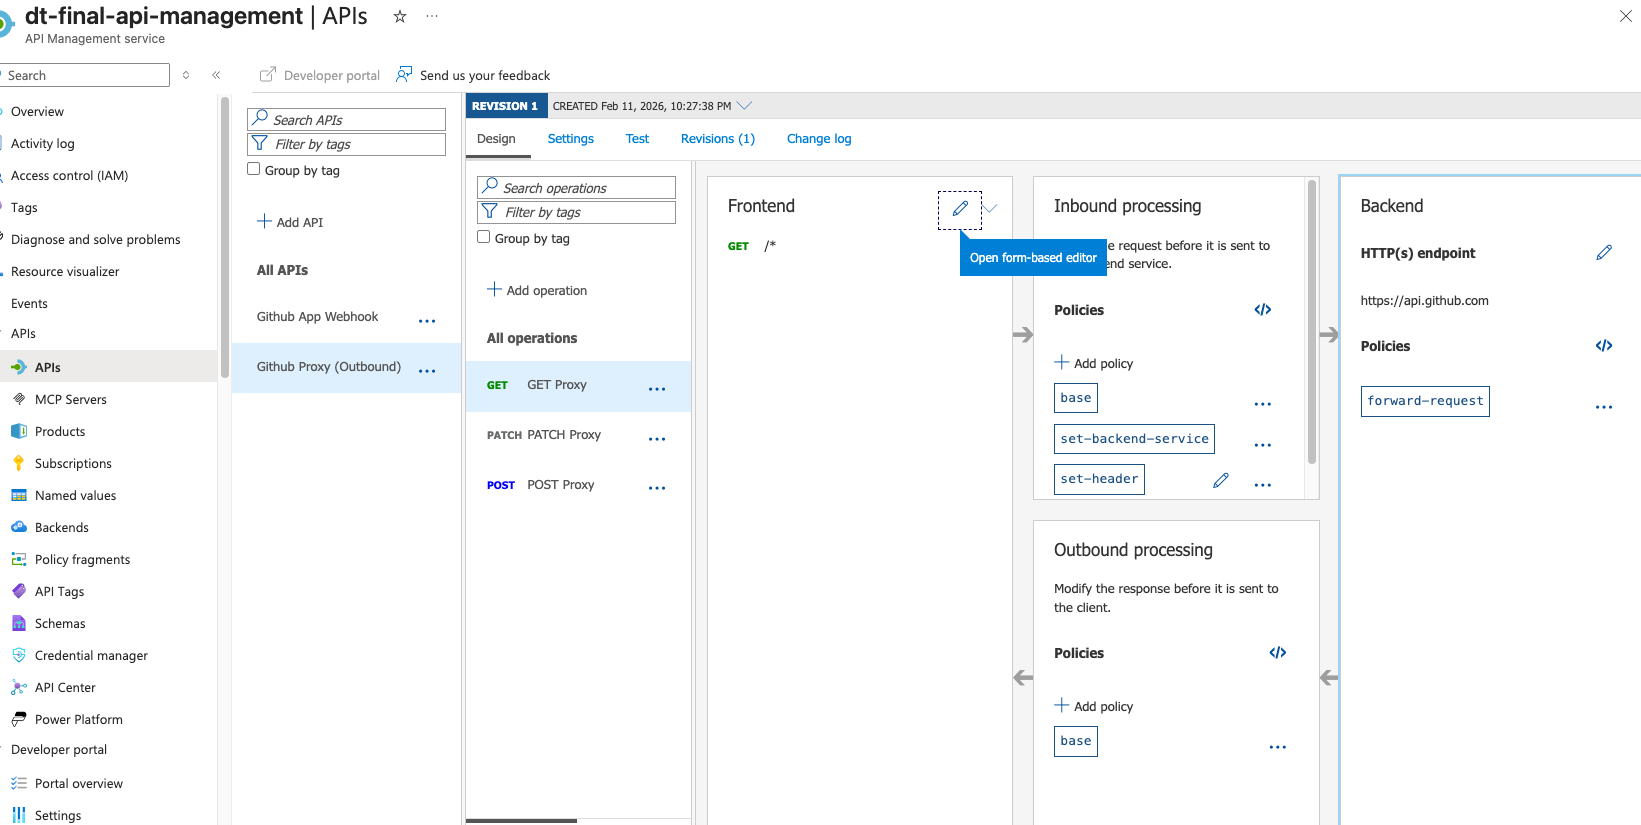 dt-final-api-management | APIs
API Management service
Search
Developer portal
Send us your feedback
Overview
Activity log
Access control (IAM)
Tags
Diagnose and solve problems
Resource visualizer
Events
APIs
APIs
MCP Servers
Products
Subscriptions
Named values
Backends
Policy fragments
API Tags
Schemas
Credential manager
API Center
Power Platform
Developer portal
Portal overview
Settings
Search APIs
Filter by tags
Group by tag
Add API
All APIs
Github App Webhook
Github Proxy (Outbound)
REVISION 1
CREATED Feb 11, 2026, 10:27:38 PM
Design
Settings
Test
Revisions (1)
Change log
Search operations
Filter by tags
Group by tag
Add operation
All operations
GET GET Proxy
PATCH PATCH Proxy
POST POST Proxy
Frontend
GET /*
Open form-based editor
Inbound processing
request before it is sent to
service.
Policies
Add policy
base
set-backend-service
set-header
Outbound processing
Modify the response before it is sent to
the client.
Policies
Add policy
base
Backend
HTTP(s) endpoint
https://api.github.com
Policies
forward-request